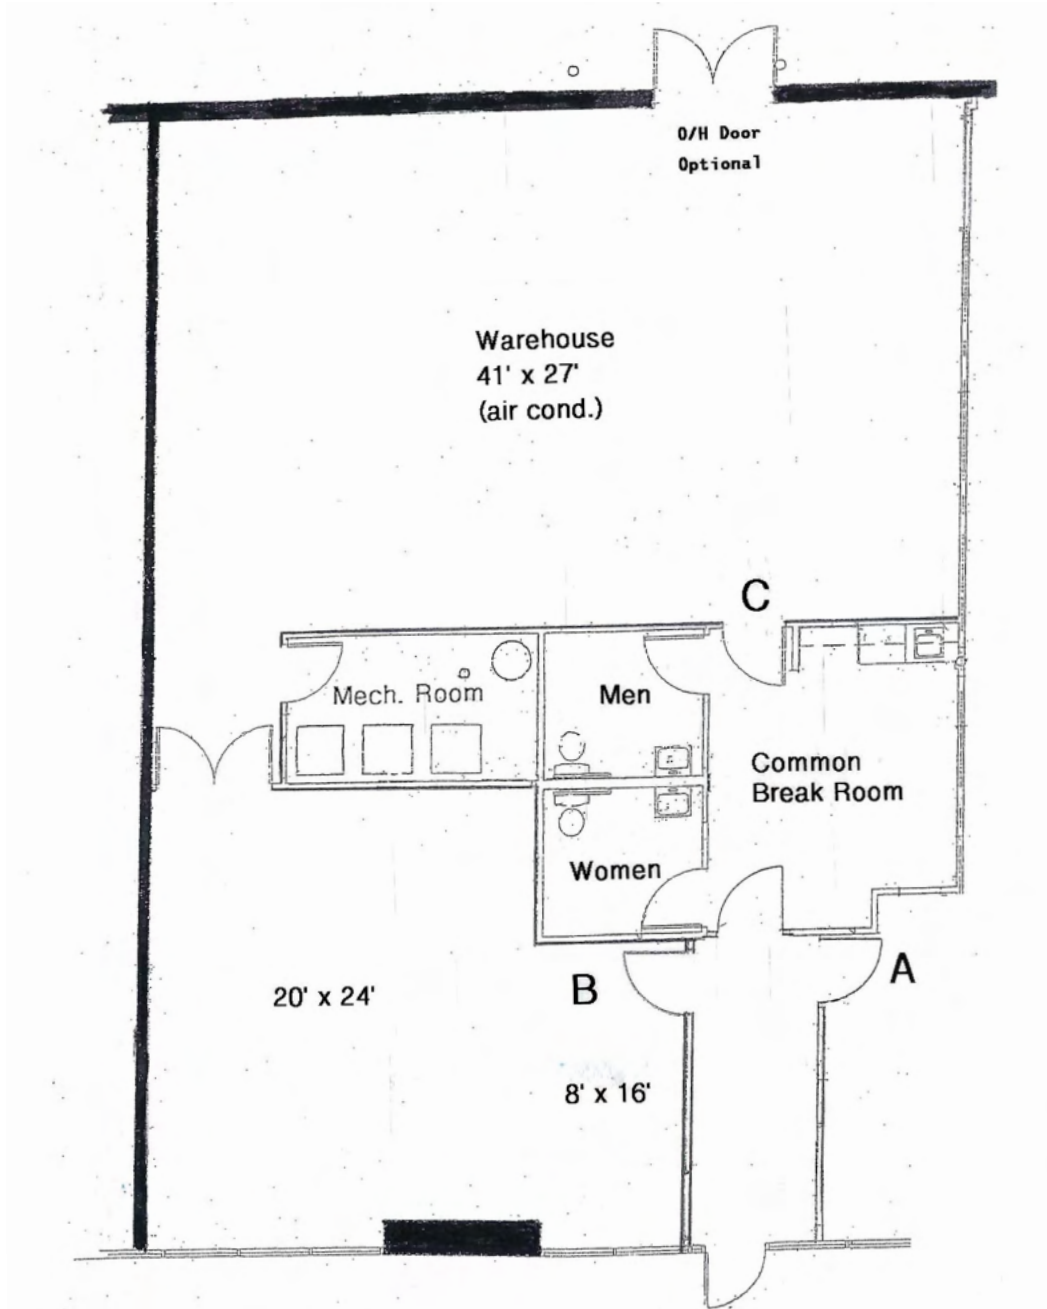 O/H Door
Optional
Warehouse
41' x 27'
(air cond.)
C
Mech. Room
Men
Common
Break Room
Women
A
B
20' x 24'
8' x 16'